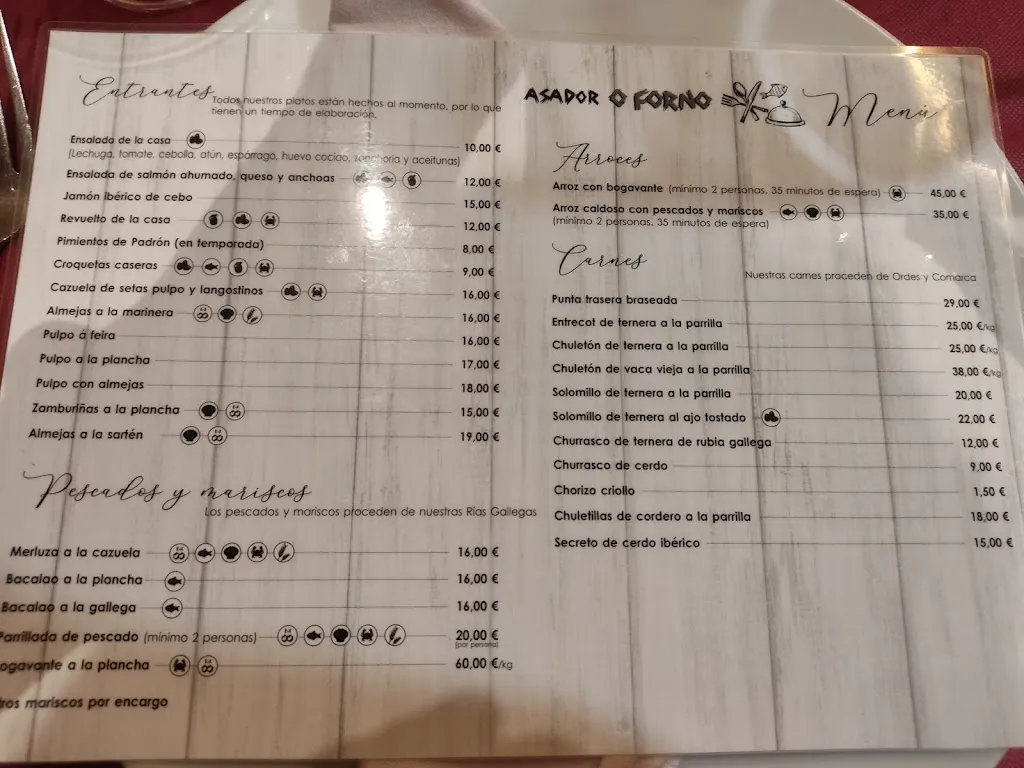 Entrantes
Todos nuestros platos están hechos al momento, por lo que
tienen un tiempo de elaboración.
Ensalada de la casa 10,00 €
(Lechuga, tomate, cebolla, atún, espárrago, huevo cocido, zanahoria y aceitunas)
Ensalada de salmón ahumado, queso y anchoas 12,00 €
Jamón ibérico de cebo 15,00 €
Revuelto de la casa 12,00 €
Pimientos de Padrón (en temporada) 8,00 €
Croquetas caseras 9,00 €
Cazuela de setas pulpo y langostinos 16,00 €
Almejas a la marinera 16,00 €
Pulpo á feira 16,00 €
Pulpo a la plancha 17,00 €
Pulpo con almejas 18,00 €
Zamburiñas a la plancha 15,00 €
Almejas a la sartén 19,00 €
Pescados y mariscos
Los pescados y mariscos proceden de nuestras Rías Gallegas
Merluza a la cazuela 16,00 €
Bacalao a la plancha 16,00 €
Bacalao a la gallega 16,00 €
Parrillada de pescado (mínimo 2 personas) 20,00 €
(por persona)
ogavante a la plancha 60,00 €/kg
ros mariscos por encargo
ASADOR O FORNO Menú
Arroces
Arroz con bogavante (mínimo 2 personas. 35 minutos de espera) 45,00 €
Arroz caldoso con pescados y mariscos 35,00 €
(mínimo 2 personas. 35 minutos de espera)
Carnes
Nuestras carnes proceden de Ordes y Comarca
Punta trasera braseada 29,00 €
Entrecot de ternera a la parrilla 25,00 €/kg
Chuletón de ternera a la parrilla 25,00 €/kg
Chuletón de vaca vieja a la parrilla 38,00 €/kg
Solomillo de ternera a la parrilla 20,00 €
Solomillo de ternera al ajo tostado 22,00 €
Churrasco de ternera de rubia gallega 12,00 €
Churrasco de cerdo 9,00 €
Chorizo criollo 1,50 €
Chuletillas de cordero a la parrilla 18,00 €
Secreto de cerdo ibérico 15,00 €